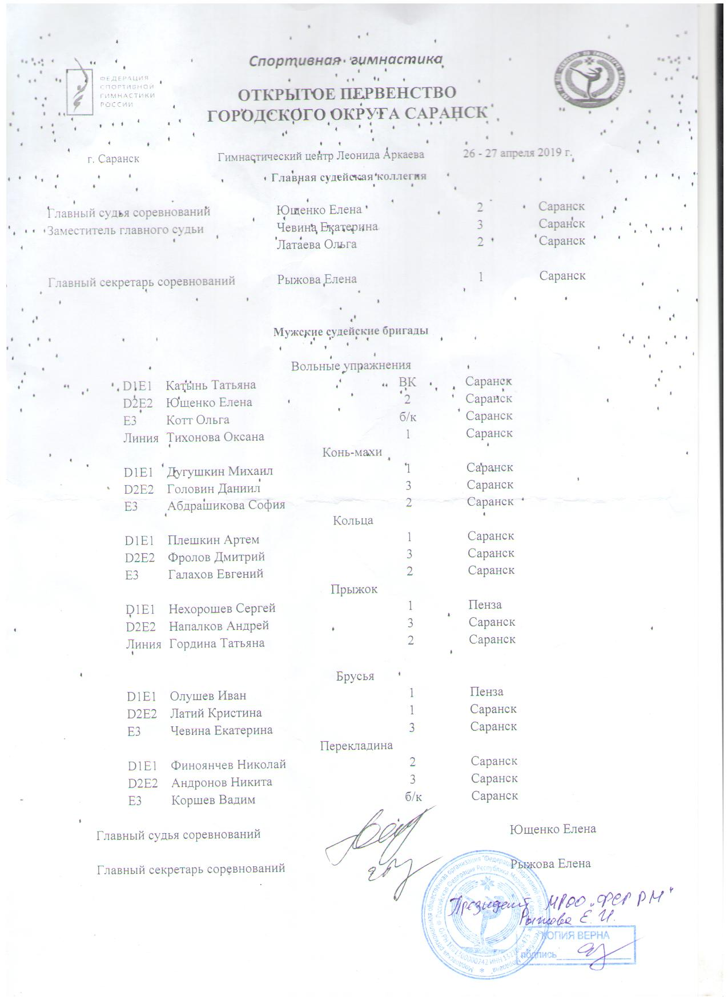 Спортивная гимнастика
ФЕДЕРАЦИЯ
СПОРТИВНОЙ
ГИМНАСТИКИ
РОССИИ
ОТКРЫТОЕ ПЕРВЕНСТВО
ГОРОДСКОГО ОКРУГА САРАНСК
г. Саранск Гимнастический центр Леонида Аркаева 26 - 27 апреля 2019 г.
Главная судейская коллегия
Главный судья соревнований Ющенко Елена 2 Саранск
Заместитель главного судьи Чевина Екатерина 3 Саранск
Латаева Ольга 2 Саранск
Главный секретарь соревнований Рыжова Елена 1 Саранск
Мужские судейские бригады
Вольные упражнения
D1E1 Катынь Татьяна ВК Саранск
D2E2 Ющенко Елена 2 Саранск
E3 Котт Ольга б/к Саранск
Линия Тихонова Оксана 1 Саранск
Конь-махи
D1E1 Дугушкин Михаил 1 Саранск
D2E2 Головин Даниил 3 Саранск
E3 Абдрашикова София 2 Саранск
Кольца
D1E1 Плешкин Артем 1 Саранск
D2E2 Фролов Дмитрий 3 Саранск
E3 Галахов Евгений 2 Саранск
Прыжок
D1E1 Нехорошев Сергей 1 Пенза
D2E2 Напалков Андрей 3 Саранск
Линия Гордина Татьяна 2 Саранск
Брусья
D1E1 Олушев Иван 1 Пенза
D2E2 Латий Кристина 1 Саранск
E3 Чевина Екатерина 3 Саранск
Перекладина
D1E1 Финоянчев Николай 2 Саранск
D2E2 Андронов Никита 3 Саранск
E3 Коршев Вадим б/к Саранск
Главный судья соревнований Ющенко Елена
Главный секретарь соревнований Рыжова Елена
Президент МРОО „ФСГ РМ"
Рыжова Е. И.
КОПИЯ ВЕРНА
подпись